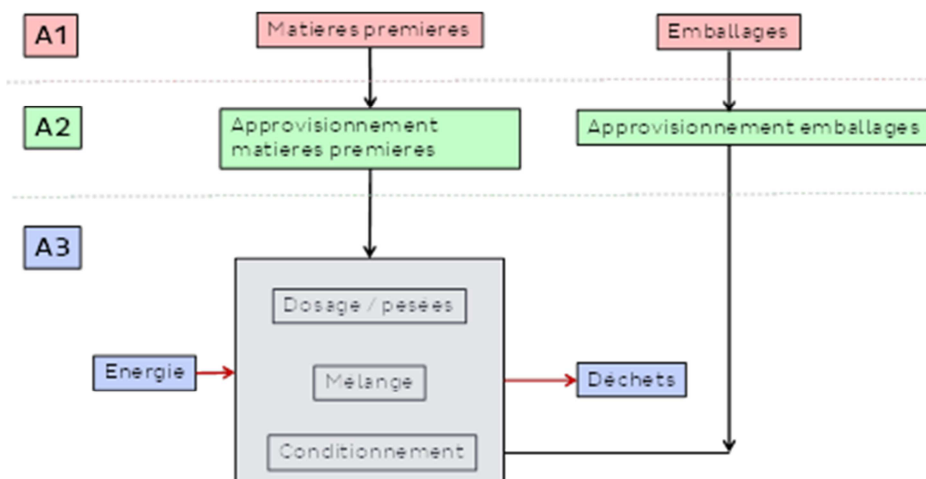 A1
Matieres premieres
Emballages
A2
Approvisionnement
matieres premieres
Approvisionnement emballages
A3
Dosage / pesées
Energie
Mélange
Déchets
Conditionnement